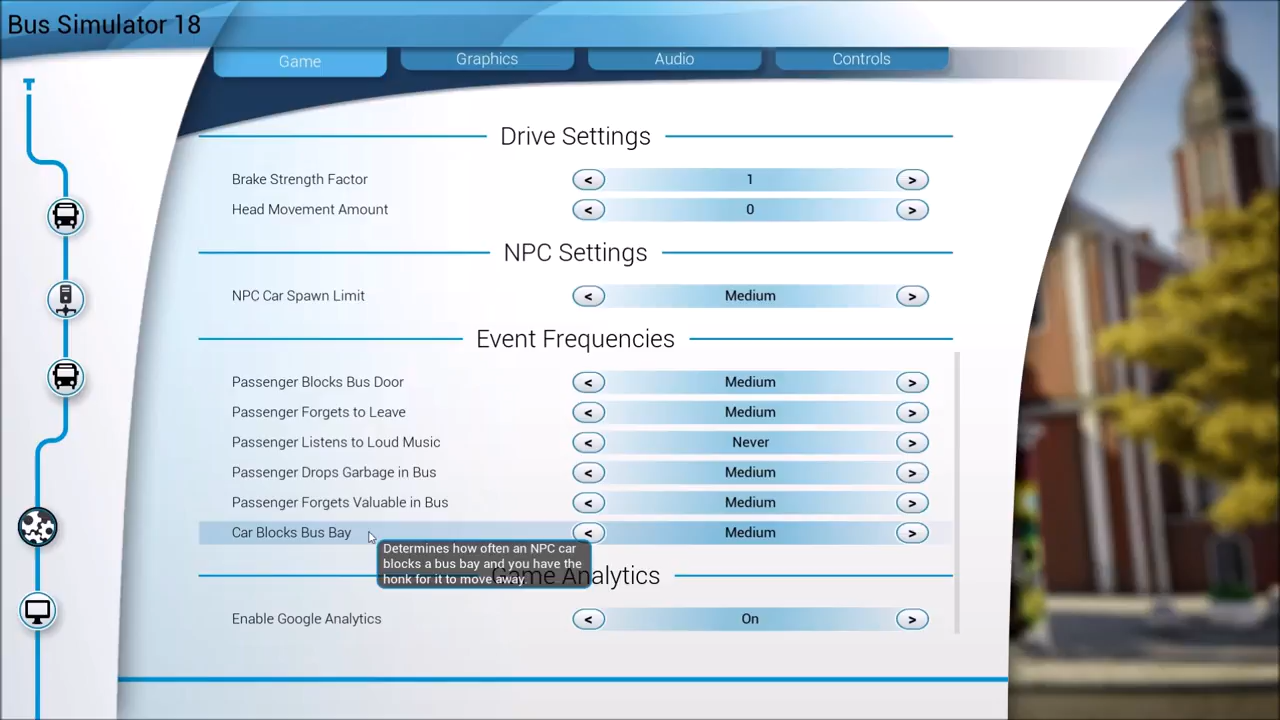 Bus Simulator 18
Game Graphics Audio Controls
Drive Settings
Brake Strength Factor < 1 >
Head Movement Amount < 0 >
NPC Settings
NPC Car Spawn Limit < Medium >
Event Frequencies
Passenger Blocks Bus Door < Medium >
Passenger Forgets to Leave < Medium >
Passenger Listens to Loud Music < Never >
Passenger Drops Garbage in Bus < Medium >
Passenger Forgets Valuable in Bus < Medium >
Car Blocks Bus Bay < Medium >
Determines how often an NPC car
blocks a bus bay and you have the
honk for it to move away.
Game Analytics
Enable Google Analytics < On >